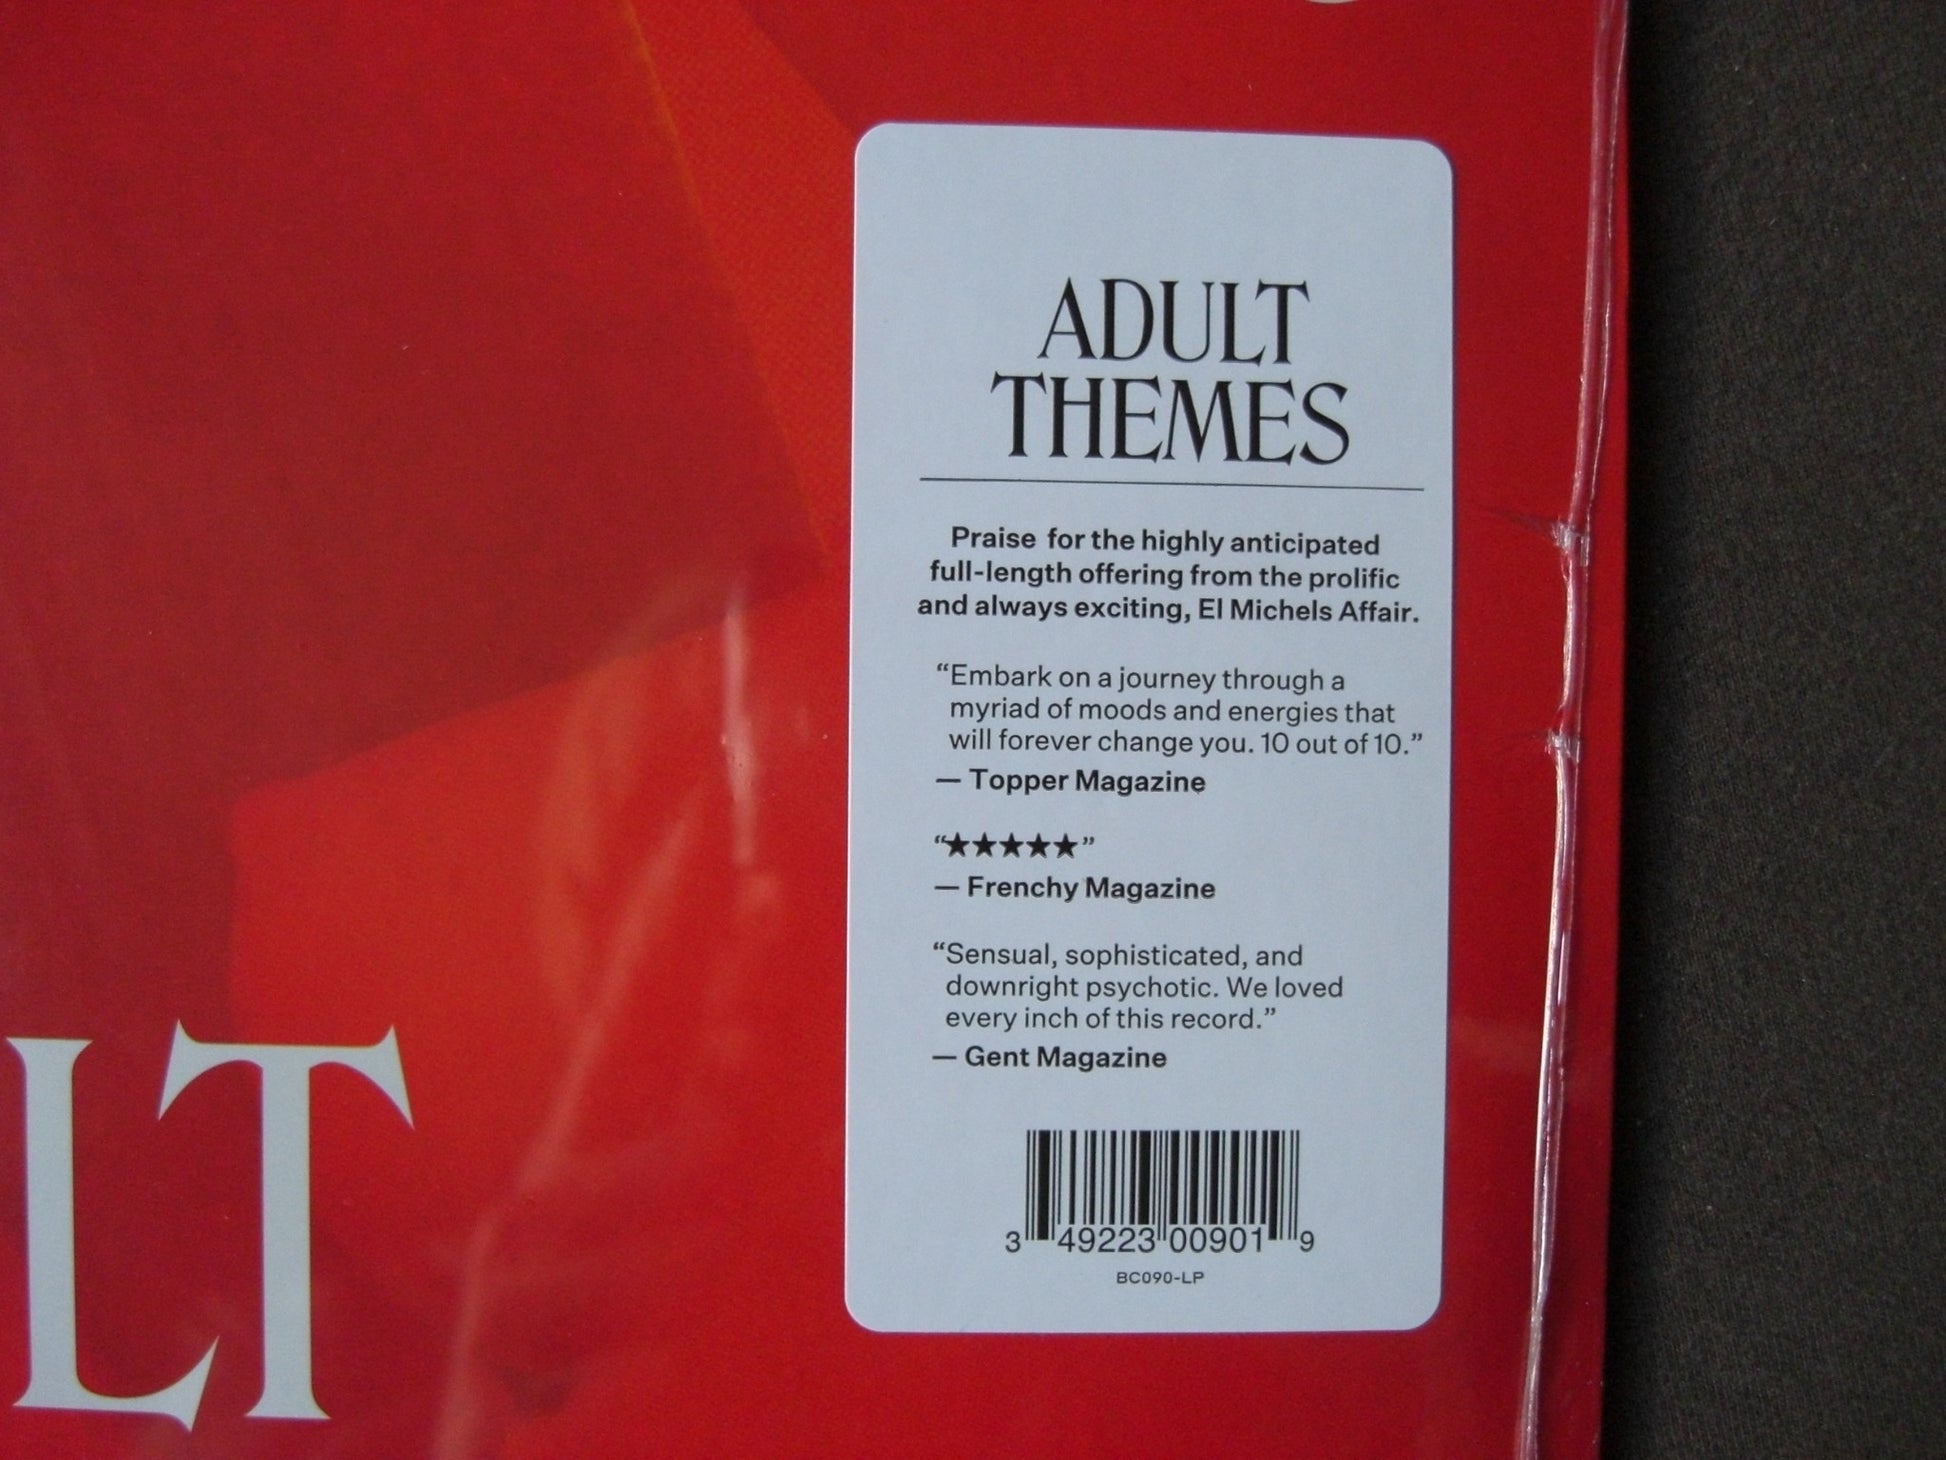 ADULT
THEMES
Praise for the highly anticipated
full-length offering from the prolific
and always exciting, El Michels Affair.
“Embark on a journey through a
myriad of moods and energies that
will forever change you. 10 out of 10.”
— Topper Magazine
“★★★★★”
— Frenchy Magazine
“Sensual, sophisticated, and
downright psychotic. We loved
every inch of this record.”
— Gent Magazine
3 49223 00901 9
BC090-LP
LT